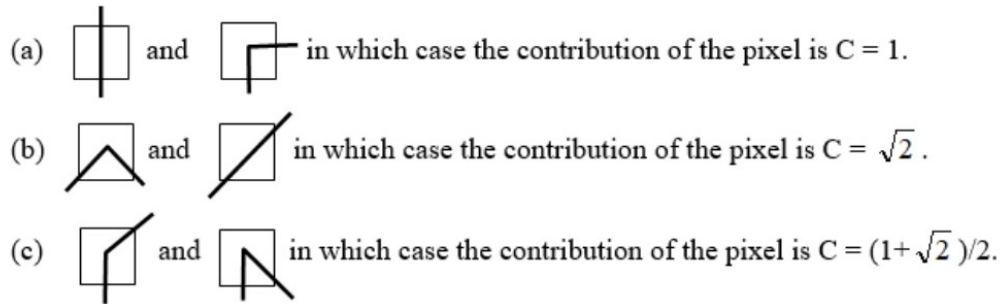 (a) and in which case the contribution of the pixel is C = 1.
(b) and in which case the contribution of the pixel is C = √2 .
(c) and in which case the contribution of the pixel is C = (1+√2 )/2.